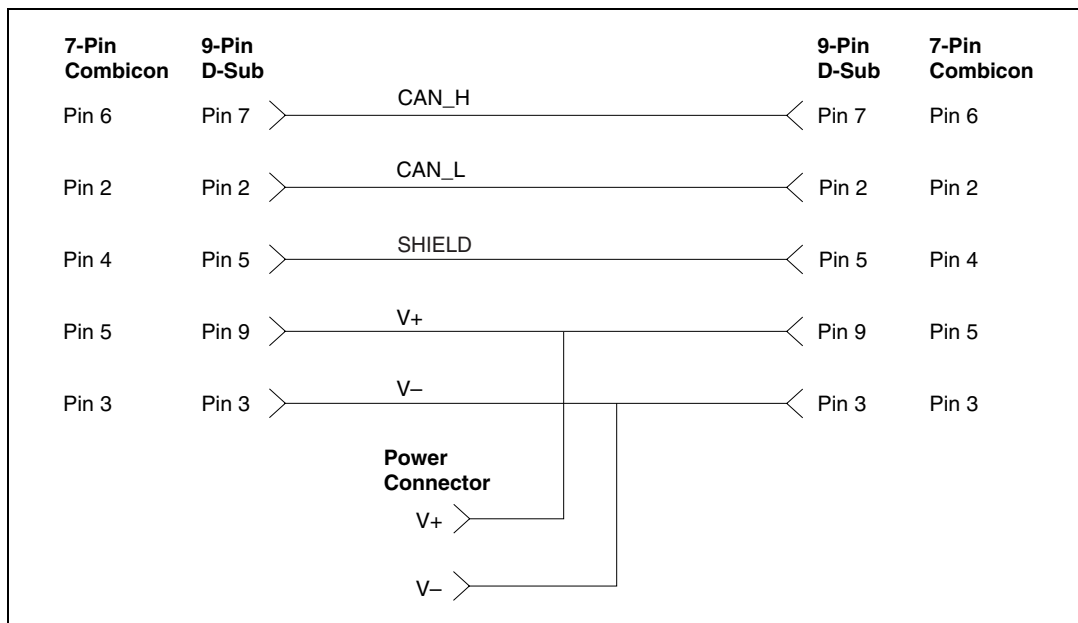 7-Pin Combicon 9-Pin D-Sub 9-Pin D-Sub 7-Pin Combicon
CAN_H
Pin 6 Pin 7 Pin 7 Pin 6
CAN_L
Pin 2 Pin 2 Pin 2 Pin 2
SHIELD
Pin 4 Pin 5 Pin 5 Pin 4
V+
Pin 5 Pin 9 Pin 9 Pin 5
V–
Pin 3 Pin 3 Pin 3 Pin 3
Power
Connector
V+
V–